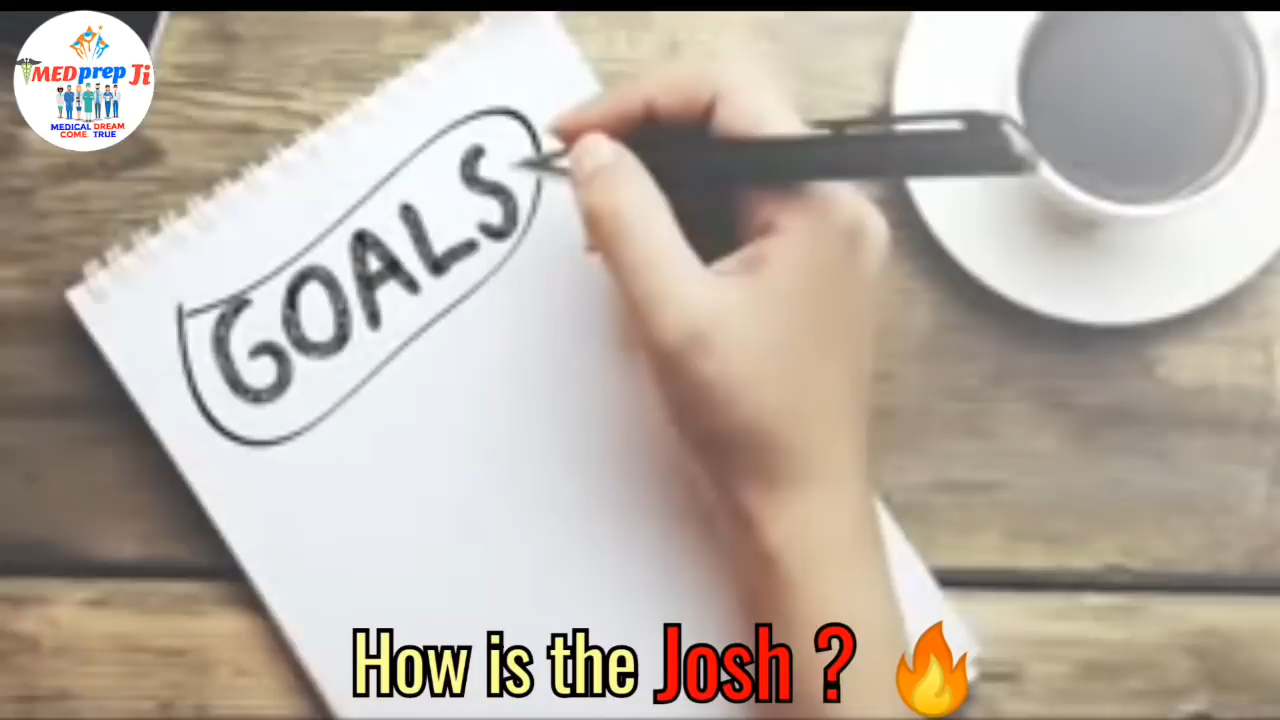 MEDprep Ji
MEDICAL DREAM
COME TRUE
GOALS
How is the Josh ? 🔥